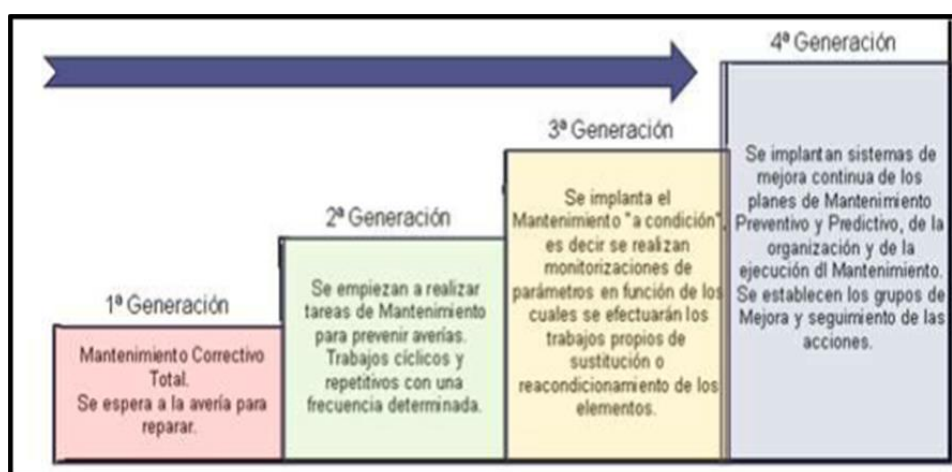 1ª Generación
Mantenimiento Correctivo
Total.
Se espera a la avería para
reparar.
2ª Generación
Se empiezan a realizar
tareas de Mantenimiento
para prevenir averías.
Trabajos cíclicos y
repetitivos con una
frecuencia determinada.
3ª Generación
Se implanta el
Mantenimiento "a condición",
es decir se realizan
monitorizaciones de
parámetros en función de los
cuales se efectuarán los
trabajos propios de
sustitución o
reacondicionamiento de los
elementos.
4ª Generación
Se implantan sistemas de
mejora continua de los
planes de Mantenimiento
Preventivo y Predictivo, de la
organización y de la
ejecución dl Mantenimiento.
Se establecen los grupos de
Mejora y seguimiento de las
acciones.